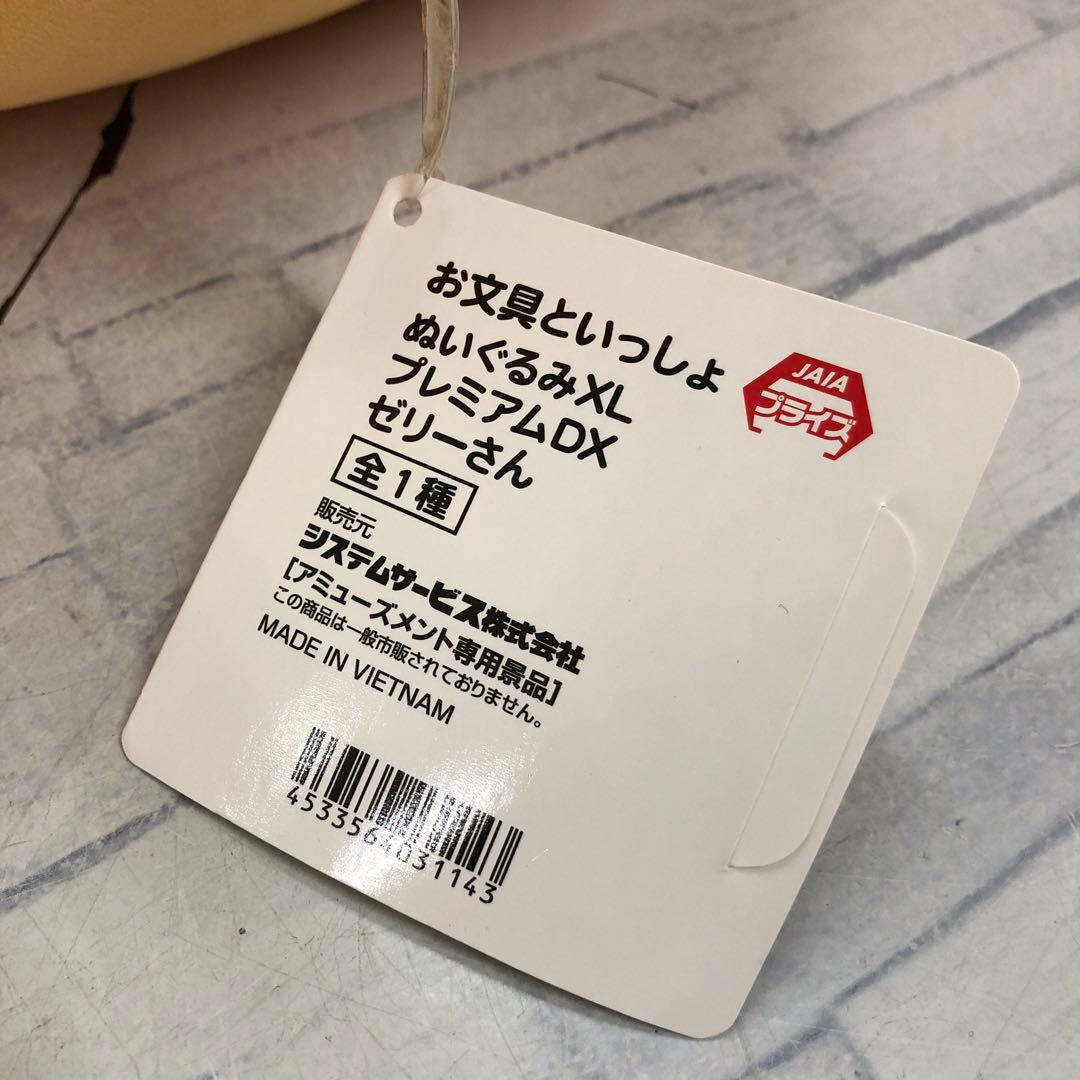 お文具といっしょ
ぬいぐるみXL
プレミアムDX
ゼリーさん
全1種
JAIA
プライズ
販売元
システムサービス株式会社
[アミューズメント専用景品]
この商品は一般市販されておりません。
MADE IN VIETNAM
4533564031143